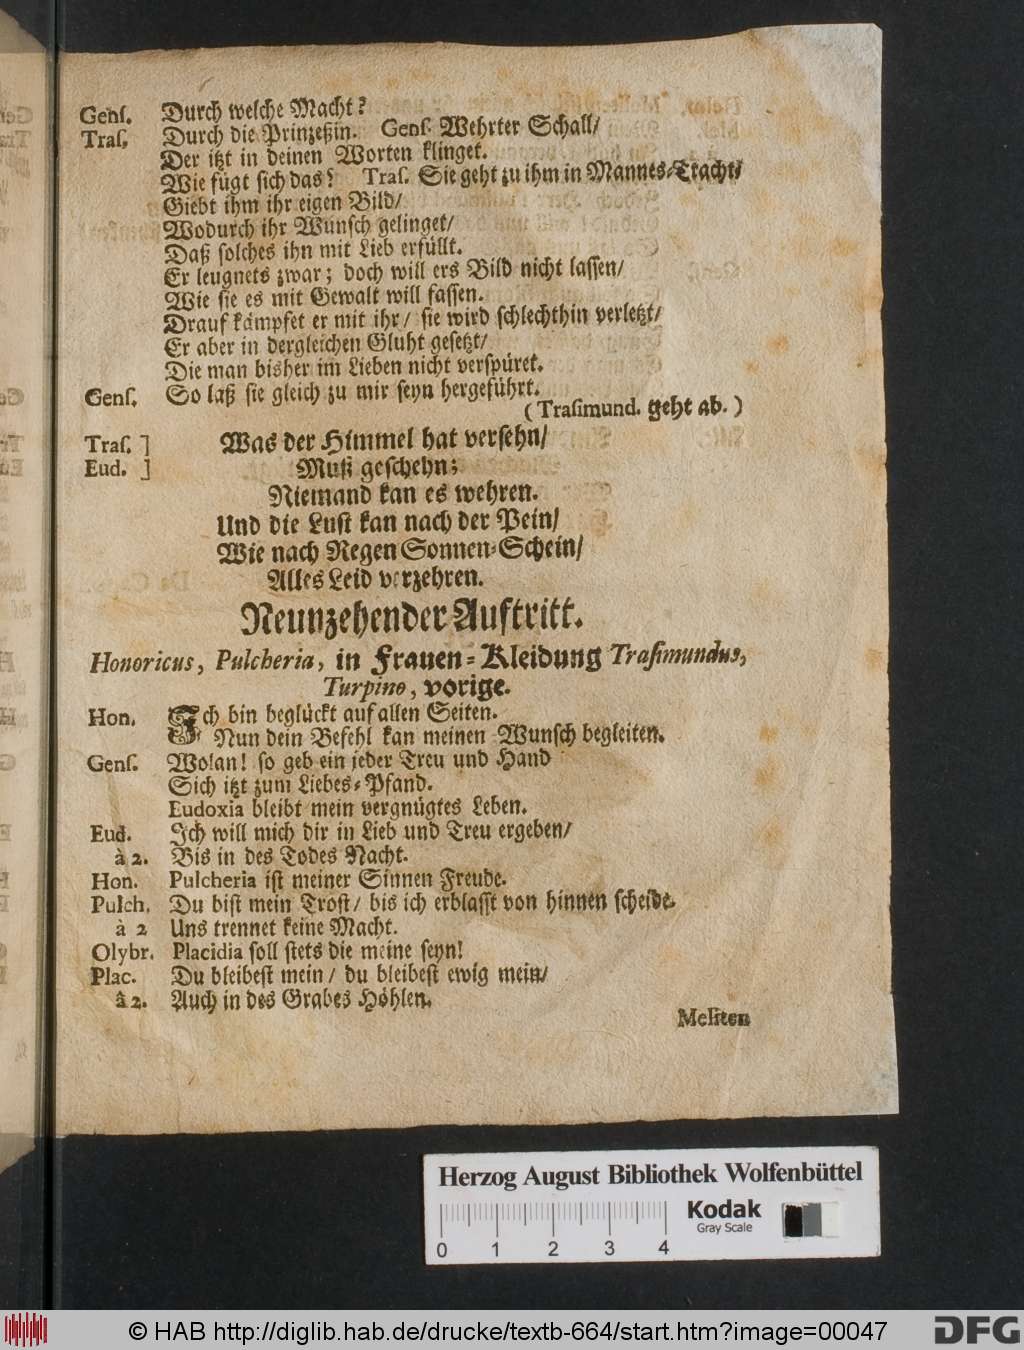 Gens. Durch welche Macht?
Tras. Durch die Prinzeßin. Gens. Wehrter Schall/
Der itzt in deinen Worten klinget.
Wie fügt sich das? Tras. Sie geht zu ihm in Mannes-Tracht/
Giebt ihm ihr eigen Bild/
Wodurch ihr Wunsch gelinget/
Daß solches ihn mit Lieb erfüllt.
Er leugnets zwar; doch will ers Bild nicht lassen/
Wie sie es mit Gewalt will fassen.
Drauf kämpfet er mit ihr/ sie wird schlechthin verletzt/
Er aber in dergleichen Gluht gesetzt/
Die man bisher im Lieben nicht verspüret.
Gens. So laß sie gleich zu mir seyn hergeführt.
(Trasimund. geht ab.)
Tras. ] Was der Himmel hat versehn/
Eud. ] Muß geschehn;
Niemand kan es wehren.
Und die Lust kan nach der Pein/
Wie nach Regen Sonnen-Schein/
Alles Leid verzehren.
Neunzehender Auftritt.
Honoricus, Pulcheria, in Frauen-Kleidung Trasimundus,
Turpino, vorige.
Hon. Ich bin beglückt auf allen Seiten.
Nun dein Befehl kan meinen Wunsch begleiten.
Gens. Wolan! so geb ein jeder Treu und Hand
Sich itzt zum Liebes-Pfand.
Eudoxia bleibt mein vergnügtes Leben.
Eud. Ich will mich dir in Lieb und Treu ergeben/
à 2. Bis in des Todes Nacht.
Hon. Pulcheria ist meiner Sinnen Freude.
Pulch. Du bist mein Trost/ bis ich erblasst von hinnen scheide.
à 2 Uns trennet keine Macht.
Olybr. Placidia soll stets die meine seyn!
Plac. Du bleibest mein/ du bleibest ewig mein/
à 2. Auch in des Grabes Höhlen.
Meliten
Herzog August Bibliothek Wolfenbüttel
Kodak
Gray Scale
0 1 2 3 4
© HAB http://diglib.hab.de/drucke/textb-664/start.htm?image=00047
DFG